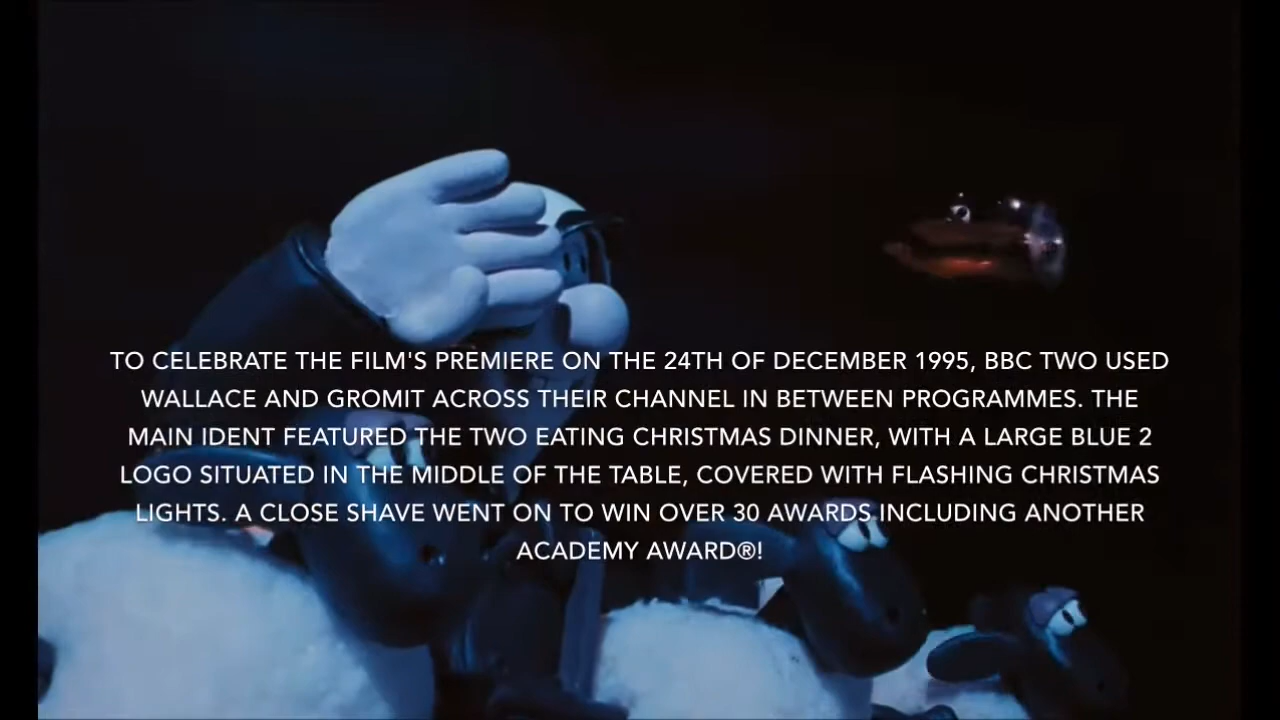 TO CELEBRATE THE FILM'S PREMIERE ON THE 24TH OF DECEMBER 1995, BBC TWO USED
WALLACE AND GROMIT ACROSS THEIR CHANNEL IN BETWEEN PROGRAMMES. THE
MAIN IDENT FEATURED THE TWO EATING CHRISTMAS DINNER, WITH A LARGE BLUE 2
LOGO SITUATED IN THE MIDDLE OF THE TABLE, COVERED WITH FLASHING CHRISTMAS
LIGHTS. A CLOSE SHAVE WENT ON TO WIN OVER 30 AWARDS INCLUDING ANOTHER
ACADEMY AWARD®!